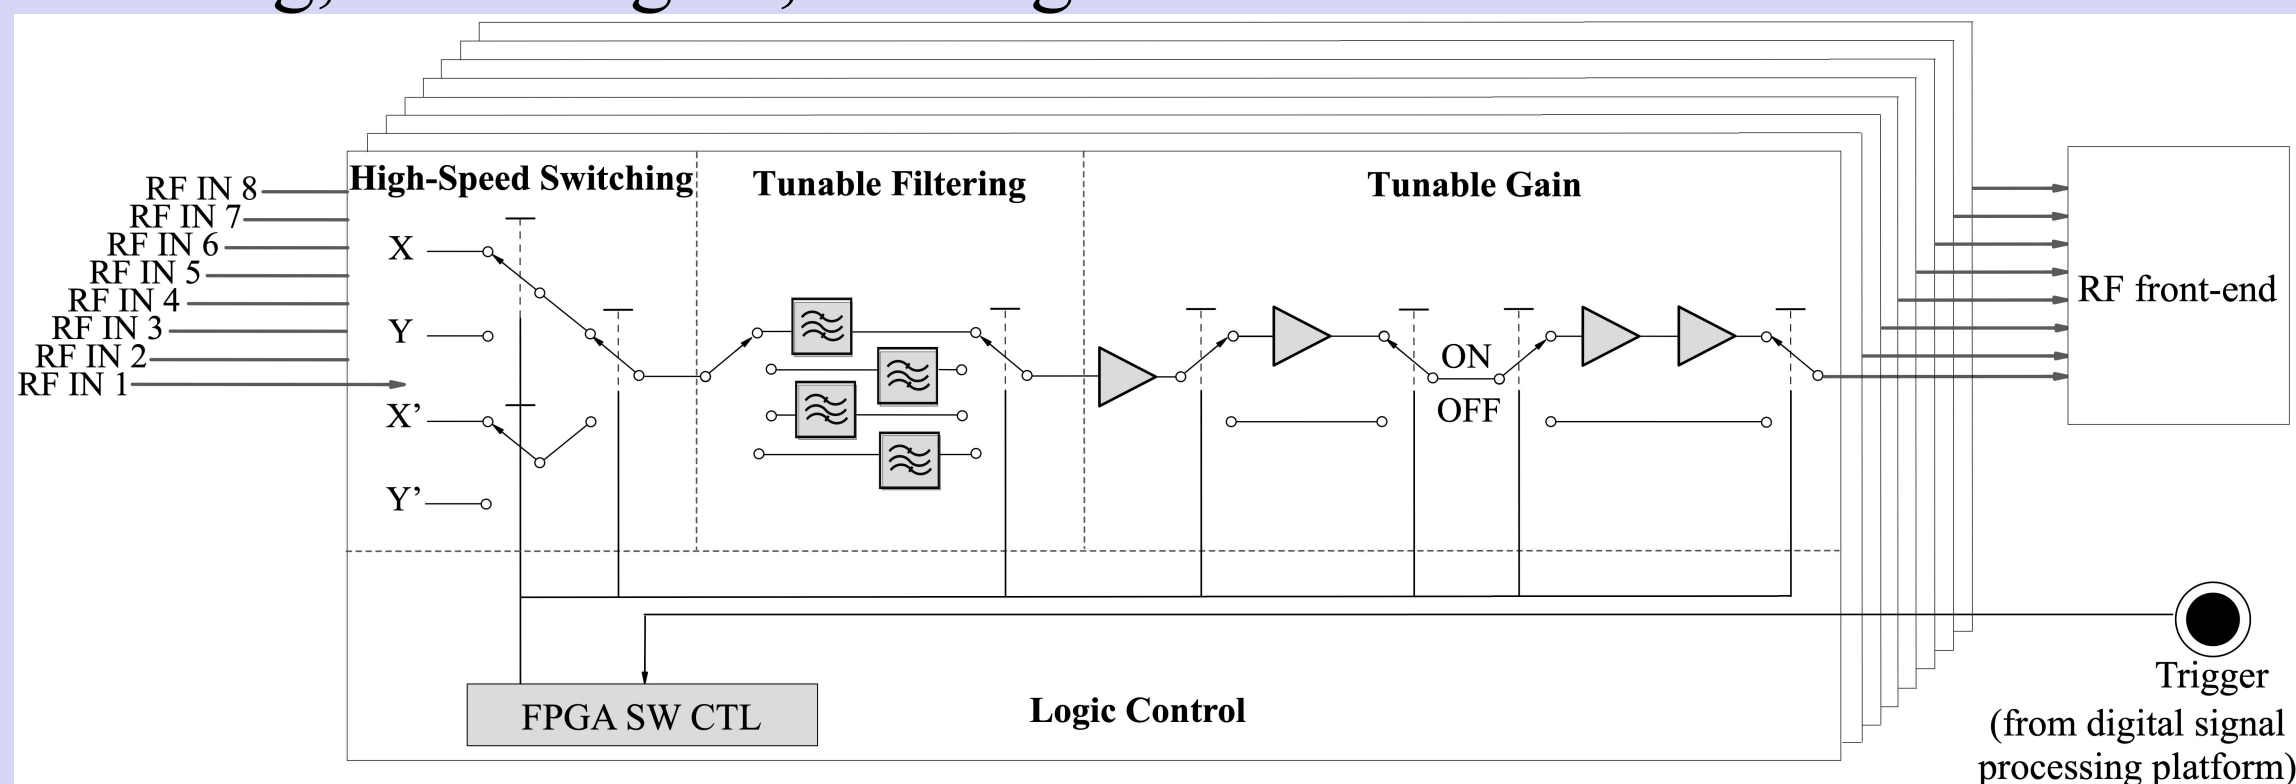 High-Speed Switching
Tunable Filtering
Tunable Gain
RF IN 8
RF IN 7
RF IN 6
RF IN 5
RF IN 4
RF IN 3
RF IN 2
RF IN 1
X
Y
X’
Y’
ON
OFF
RF front-end
FPGA SW CTL
Logic Control
Trigger
(from digital signal
processing platform)